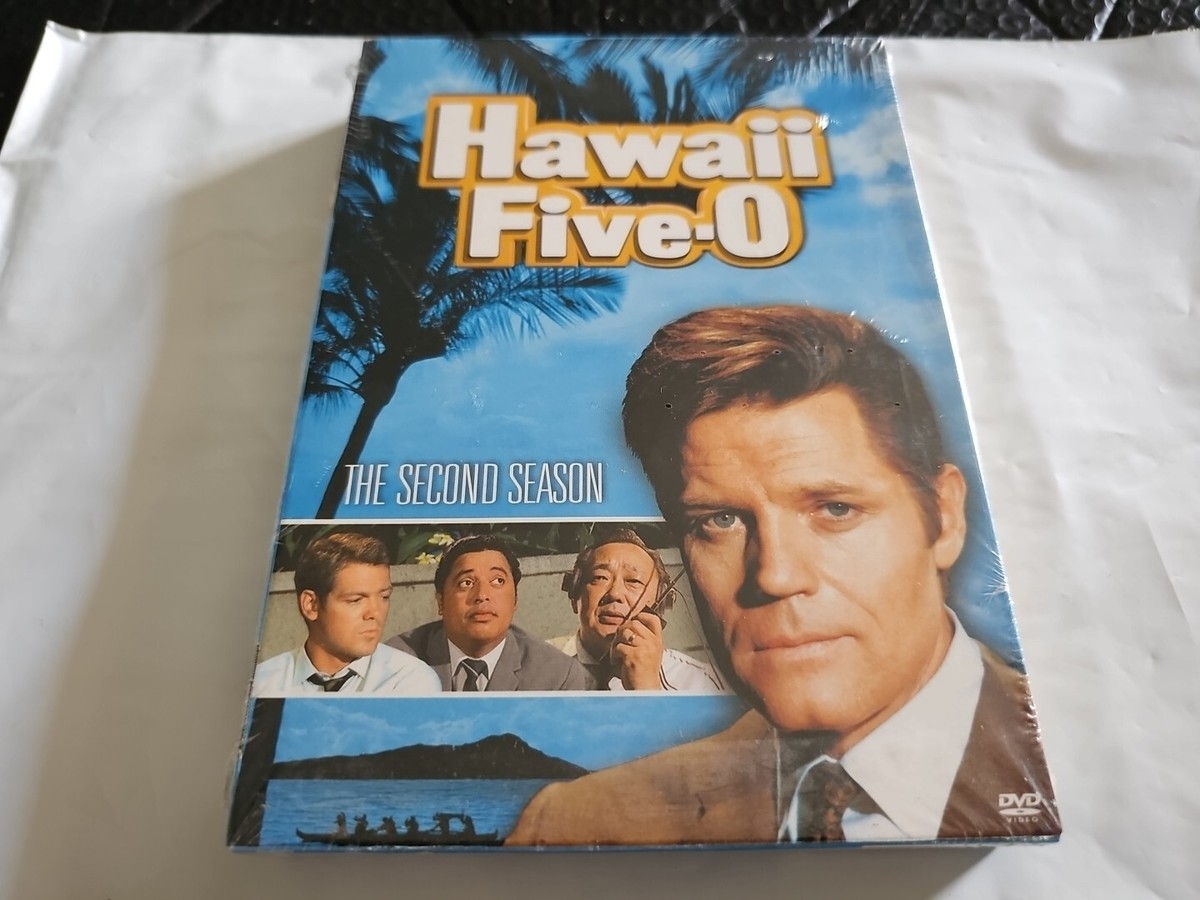 Hawaii
Five-O
THE SECOND SEASON
DVD
VIDEO